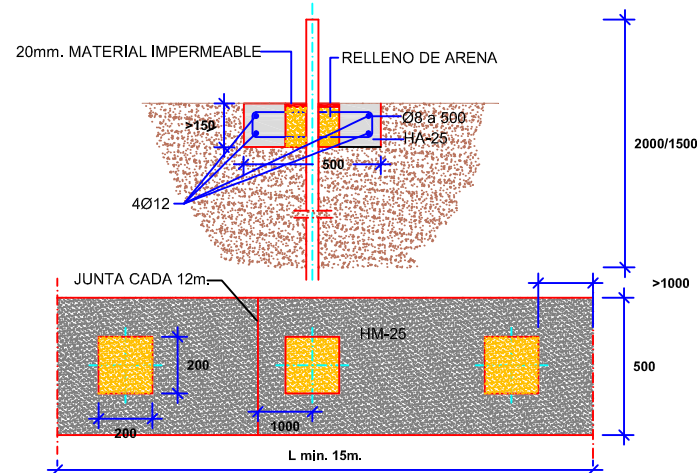 20mm. MATERIAL IMPERMEABLE
RELLENO DE ARENA
>150
Ø8 a 500
HA-25
500
4Ø12
2000/1500
JUNTA CADA 12m.
>1000
HM-25
200
500
200
1000
L min. 15m.